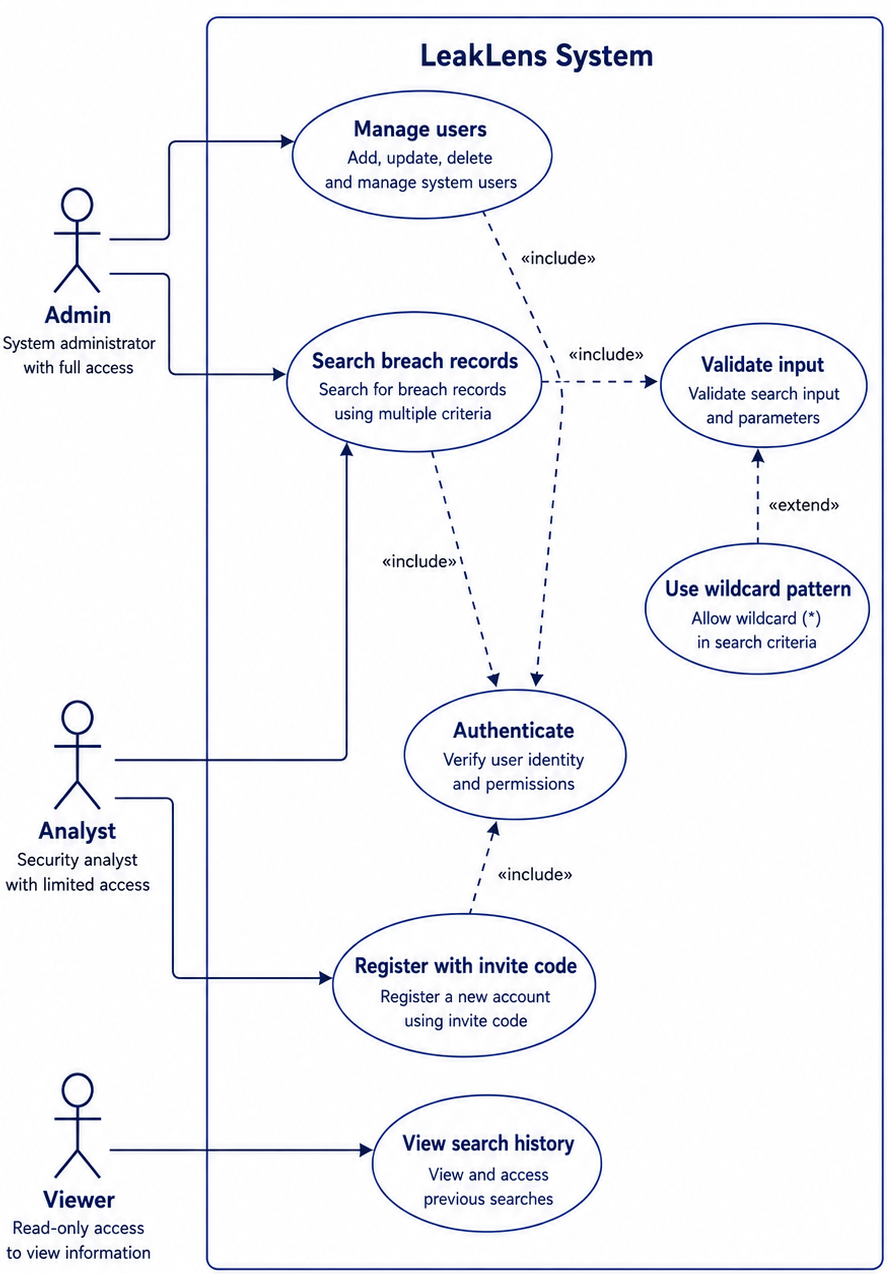 LeakLens System
Manage users
Add, update, delete
and manage system users
«include»
Admin
System administrator
with full access
Search breach records
Search for breach records
using multiple criteria
«include»
Validate input
Validate search input
and parameters
«extend»
«include»
Use wildcard pattern
Allow wildcard (*)
in search criteria
Authenticate
Verify user identity
and permissions
Analyst
Security analyst
with limited access
«include»
Register with invite code
Register a new account
using invite code
View search history
View and access
previous searches
Viewer
Read-only access
to view information